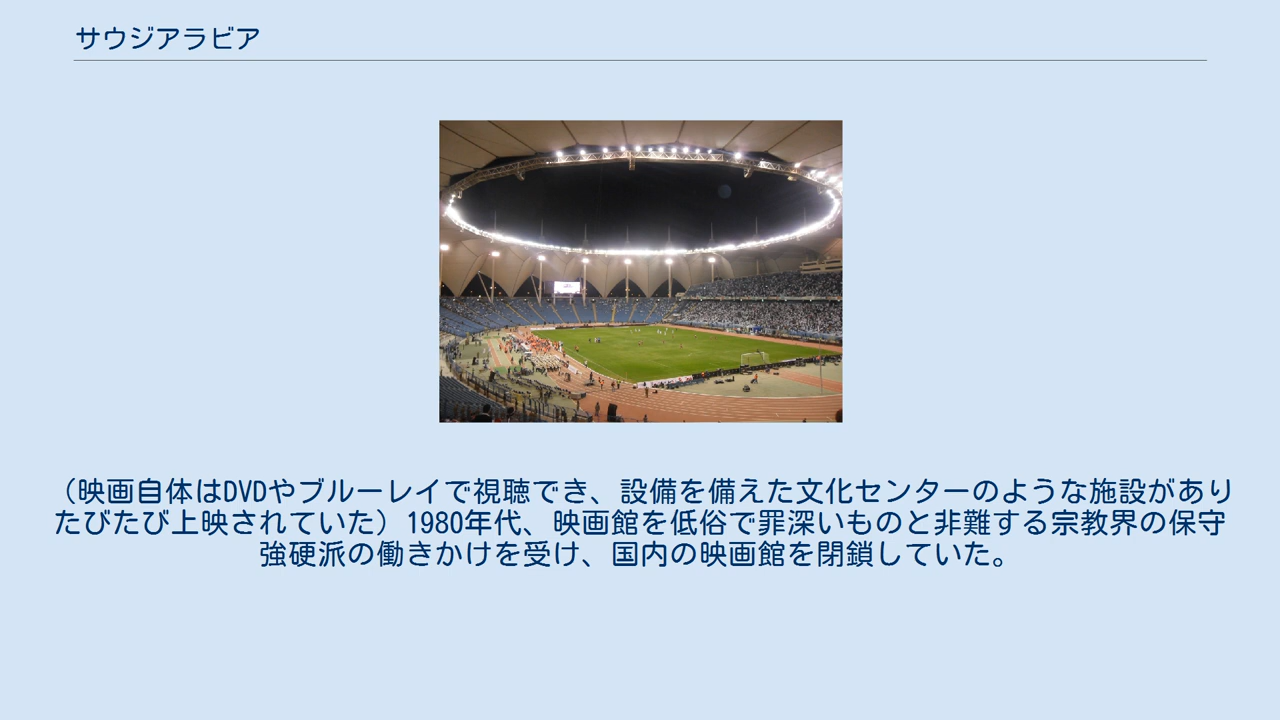 サウジアラビア
（映画自体はDVDやブルーレイで視聴でき、設備を備えた文化センターのような施設があり
たびたび上映されていた）1980年代、映画館を低俗で罪深いものと非難する宗教界の保守
強硬派の働きかけを受け、国内の映画館を閉鎖していた。